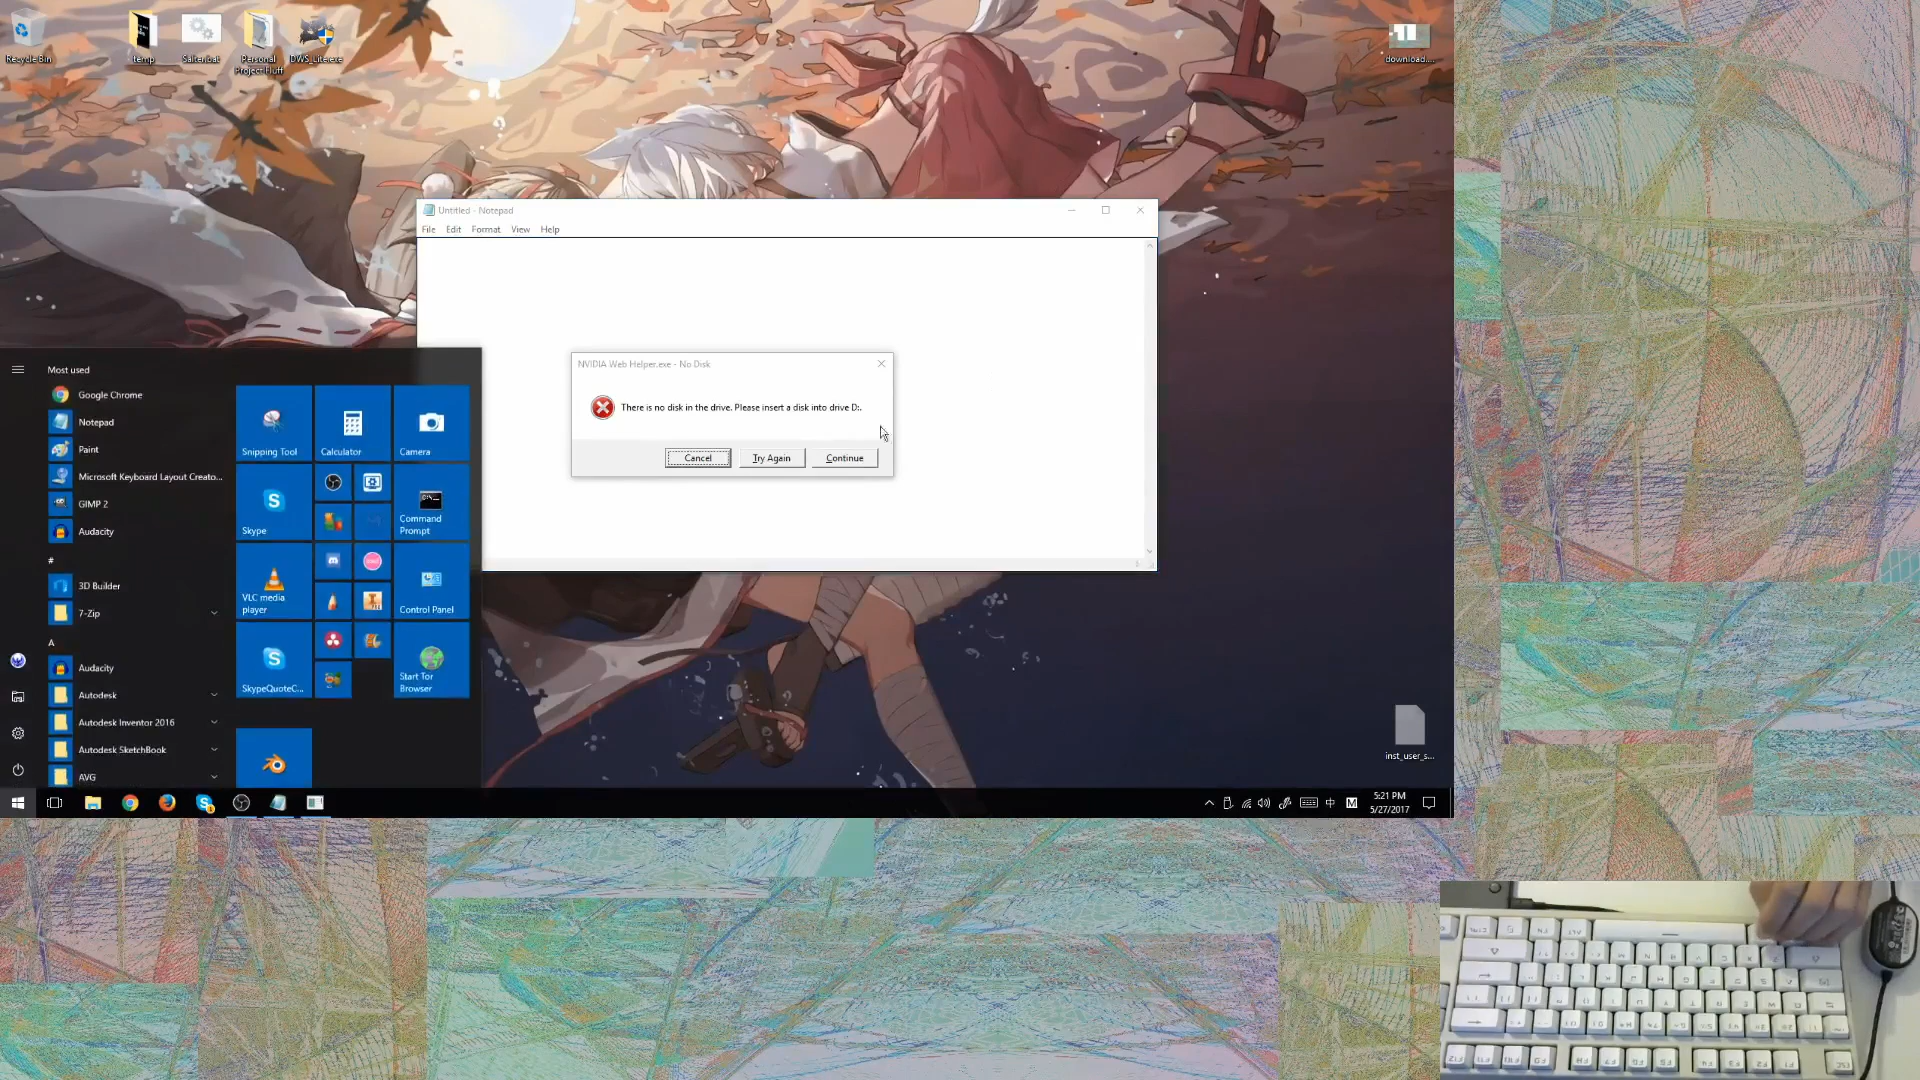 Recycle Bin
temp
Salter.bat
Personal
Project Fluff
DWS_Lite.exe
download....
Untitled - Notepad
File Edit Format View Help
NVIDIA Web Helper.exe - No Disk
There is no disk in the drive. Please insert a disk into drive D:.
Cancel
Try Again
Continue
Most used
Google Chrome
Notepad
Paint
Microsoft Keyboard Layout Creato...
GIMP 2
Audacity
#
3D Builder
7-Zip
A
Audacity
Autodesk
Autodesk Inventor 2016
Autodesk SketchBook
AVG
Snipping Tool
Calculator
Camera
Skype
Command
Prompt
VLC media
player
Control Panel
SkypeQuoteC...
Start Tor
Browser
inst_user_s...
中
M
5:21 PM
5/27/2017